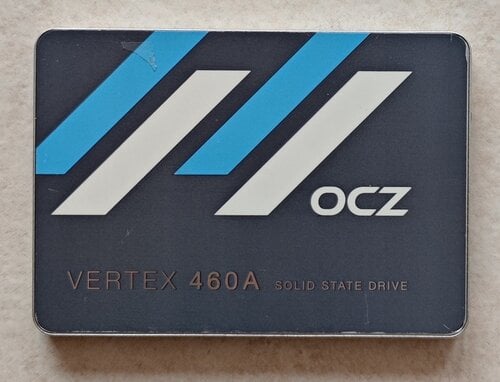 OCZ
VERTEX 460A SOLID STATE DRIVE